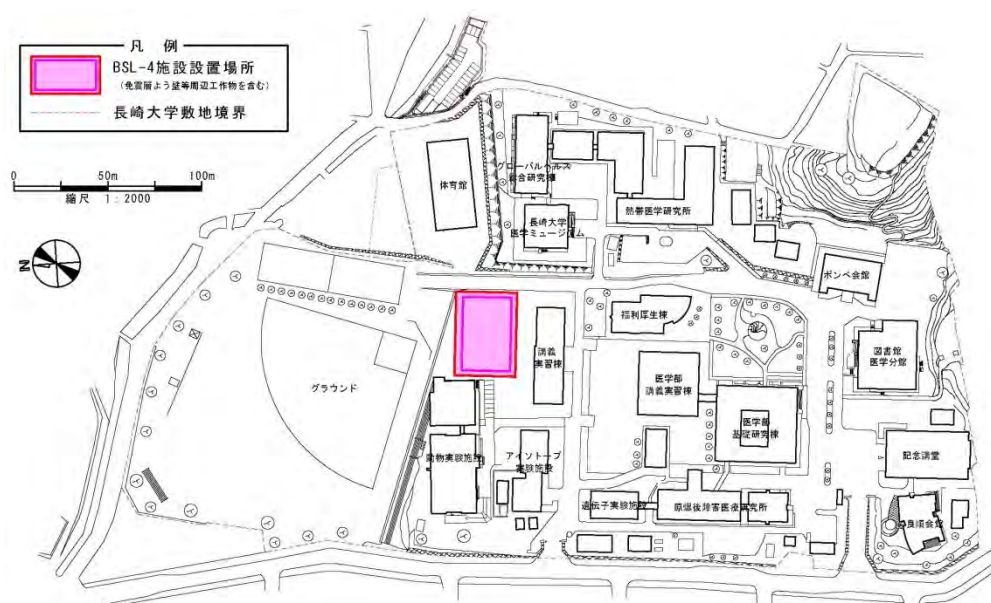 凡 例
BSL-4施設設置場所
(免震層よう壁等周辺工作物を含む)
長崎大学敷地境界
0 50m 100m
縮尺 1:2000
N
体育館
グローバルヘルス
総合研究棟
長崎大学
医学ミュージアム
熱帯医学研究所
ポンペ会館
福利厚生棟
講義
実習棟
グラウンド
医学部
講義実習棟
医学部
基礎研究棟
図書館
医学分館
動物実験施設
アイソトープ
実験施設
記念講堂
遺伝子実験施設
原爆後障害医療研究所
良順会館